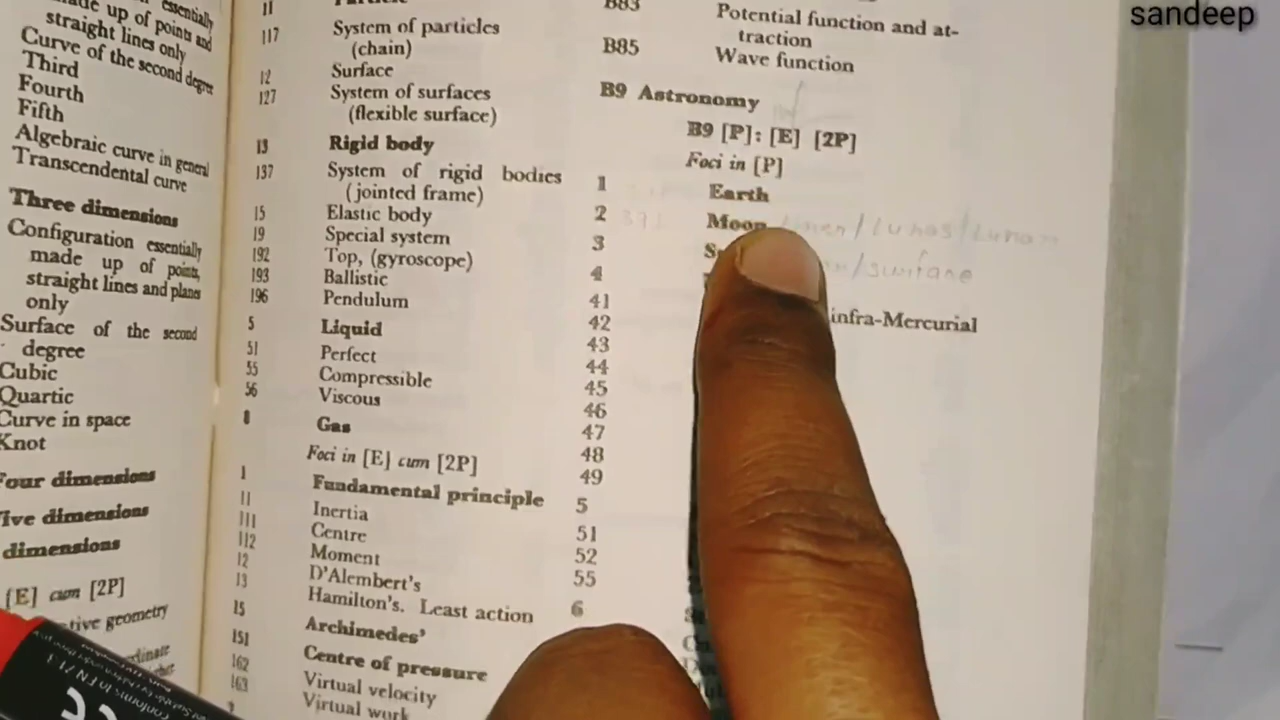 essentially
made up of points and
straight lines only
Curve of the second degree
Third
Fourth
Fifth
Algebraic curve in general
Transcendental curve
Three dimensions
Configuration essentially
made up of points,
straight lines and planes
only
Surface of the second
degree
Cubic
Quartic
Curve in space
Knot
Four dimensions
dimensions
[E] cum [2P]
geometry
11
117 System of particles
(chain)
12 Surface
127 System of surfaces
(flexible surface)
13 Rigid body
137 System of rigid bodies
(jointed frame)
15 Elastic body
19 Special system
192 Top, (gyroscope)
193 Ballistic
196 Pendulum
5 Liquid
51 Perfect
55 Compressible
56 Viscous
8 Gas
Foci in [E] cum [2P]
1 Fundamental principle
11 Inertia
111 Centre
112 Moment
12 D'Alembert's
13 Hamilton's. Least action
15 Archimedes'
151 Centre of pressure
162 Virtual velocity
163 Virtual work
B83 Potential function and at-
traction
B85 Wave function
B9 Astronomy
B9 [P]: [E] [2P]
Foci in [P]
1 Earth
2 Moon
3
4
41 infra-Mercurial
42
43
44
45
46
47
48
49
5
51
52
55
6
sandeep